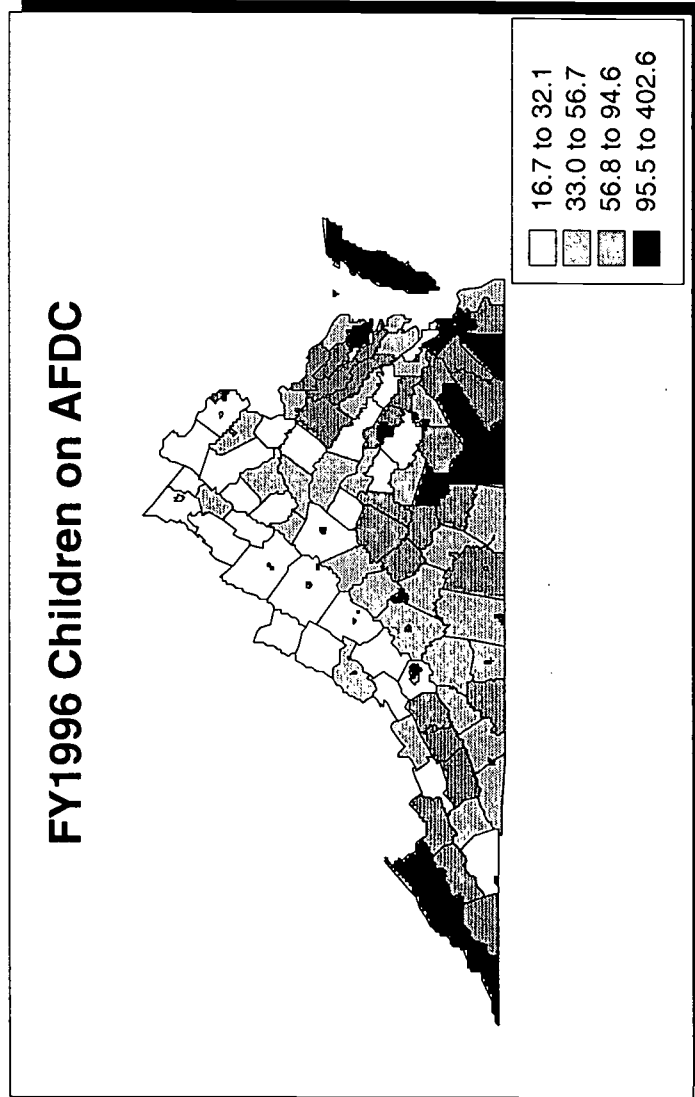 FY1996 Children on AFDC
16.7 to 32.1
33.0 to 56.7
56.8 to 94.6
95.5 to 402.6